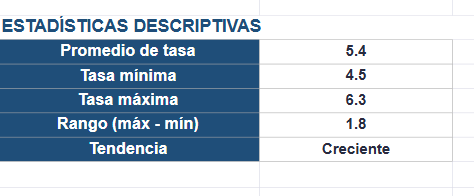 ESTADÍSTICAS DESCRIPTIVAS
Promedio de tasa 5.4
Tasa mínima 4.5
Tasa máxima 6.3
Rango (máx - mín) 1.8
Tendencia Creciente